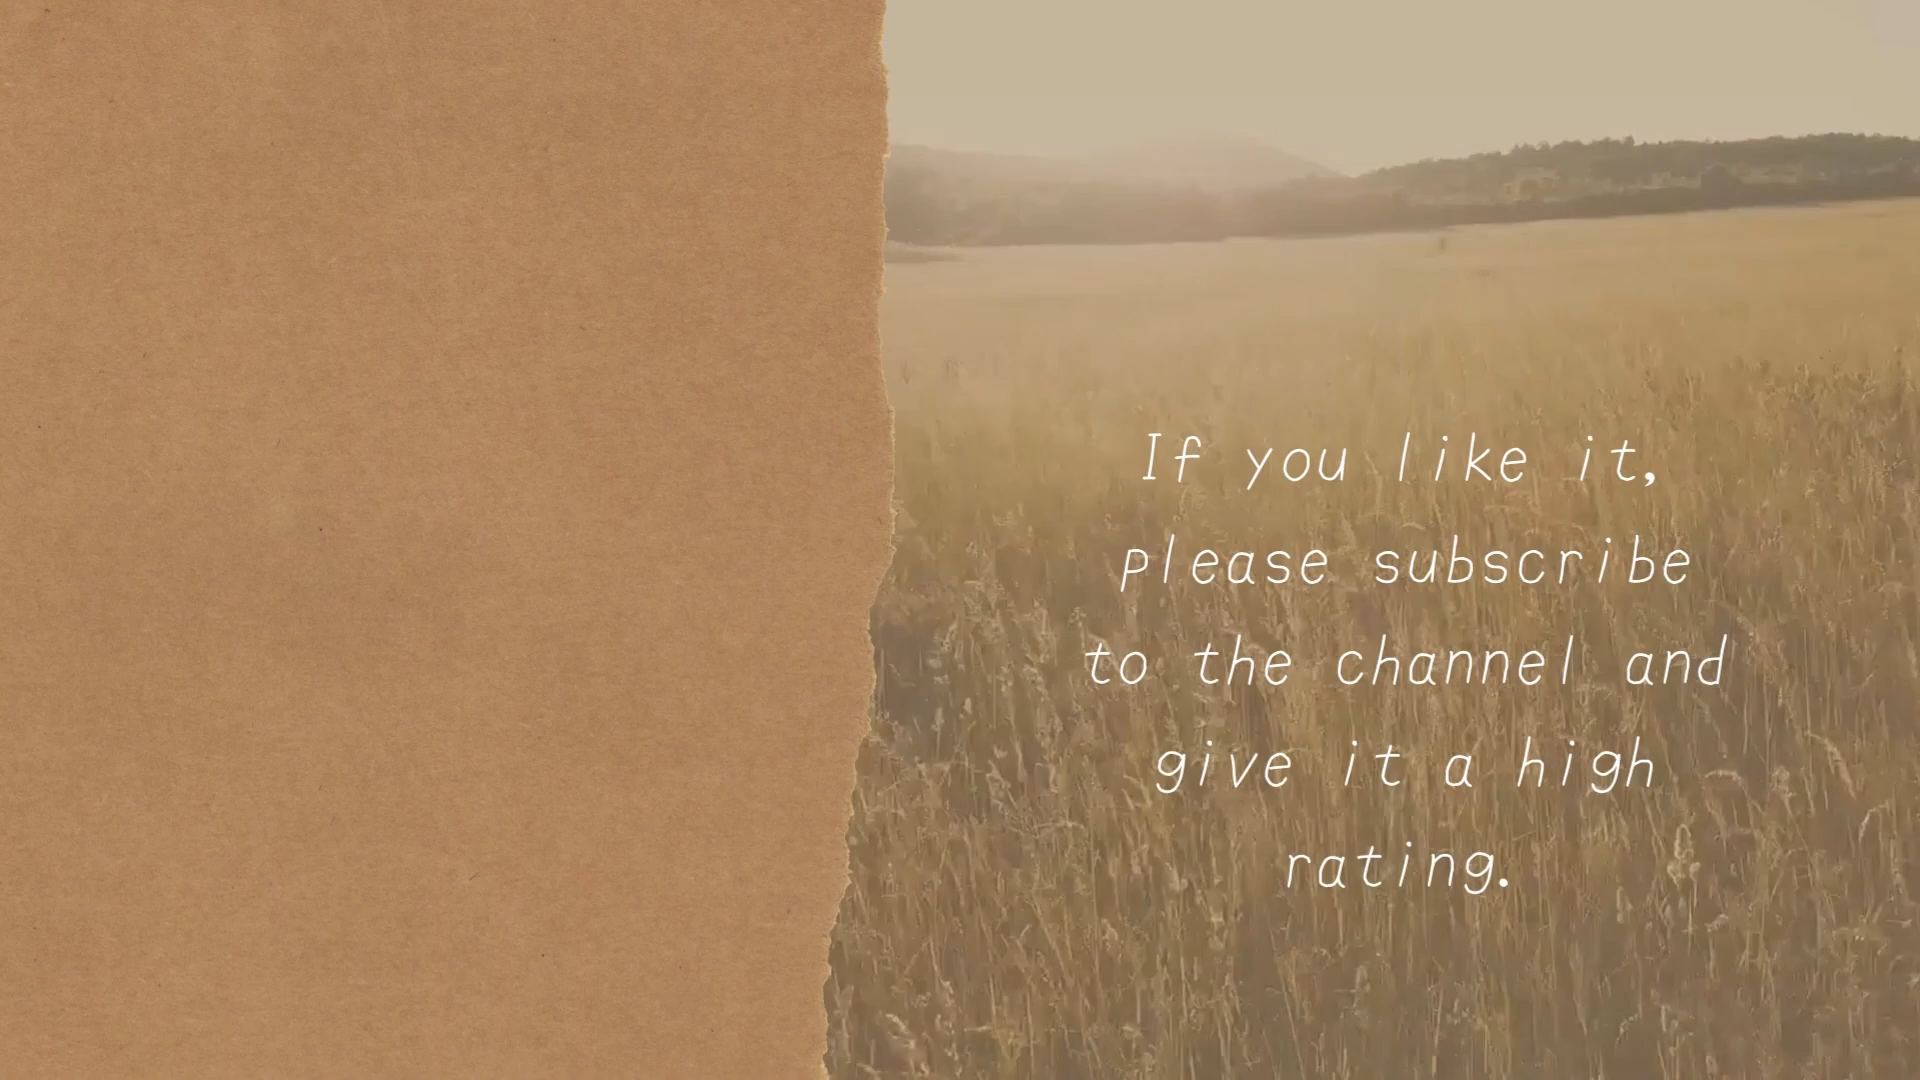 If you like it,
please subscribe
to the channel and
give it a high
rating.